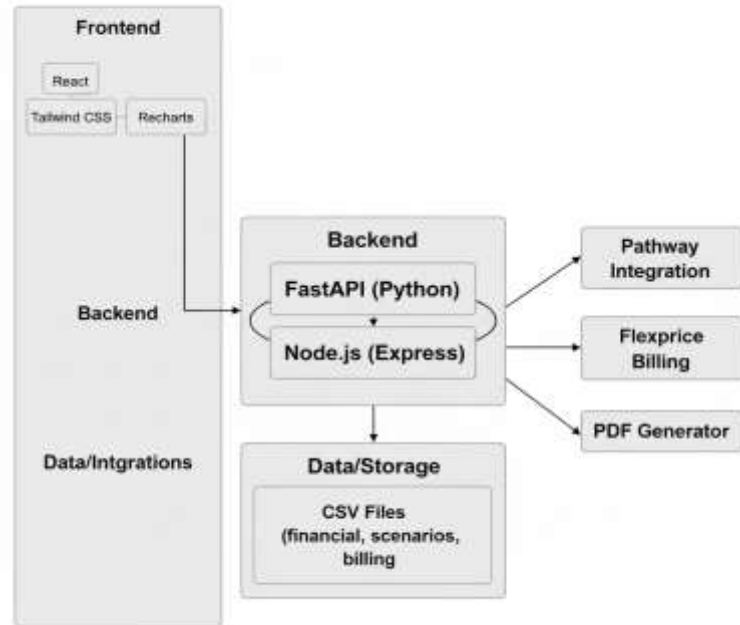 Frontend
React
Tailwind CSS
Recharts
Backend
Data/Intgrations
Backend
FastAPI (Python)
Node.js (Express)
Data/Storage
CSV Files
(financial, scenarios,
billing
Pathway
Integration
Flexprice
Billing
PDF Generator